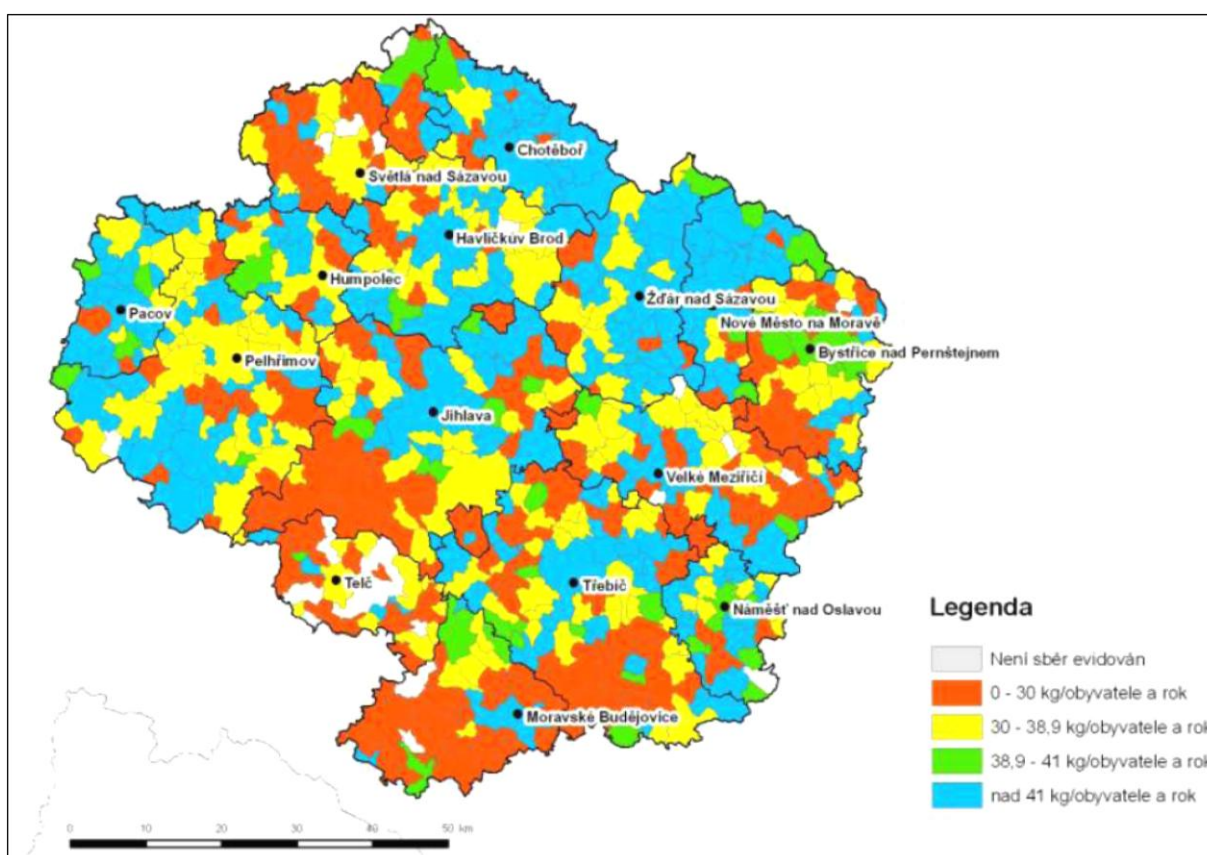 Chotěboř
Světlá nad Sázavou
Havlíčkův Brod
Humpolec
Žďár nad Sázavou
Pacov
Nové Město na Moravě
Bystřice nad Pernštejnem
Pelhřimov
Jihlava
Velké Meziříčí
Telč
Třebíč
Náměšť nad Oslavou
Moravské Budějovice
Legenda
Není sběr evidován
0 - 30 kg/obyvatele a rok
30 - 38,9 kg/obyvatele a rok
38,9 - 41 kg/obyvatele a rok
nad 41 kg/obyvatele a rok
0 10 20 30 40 50 km